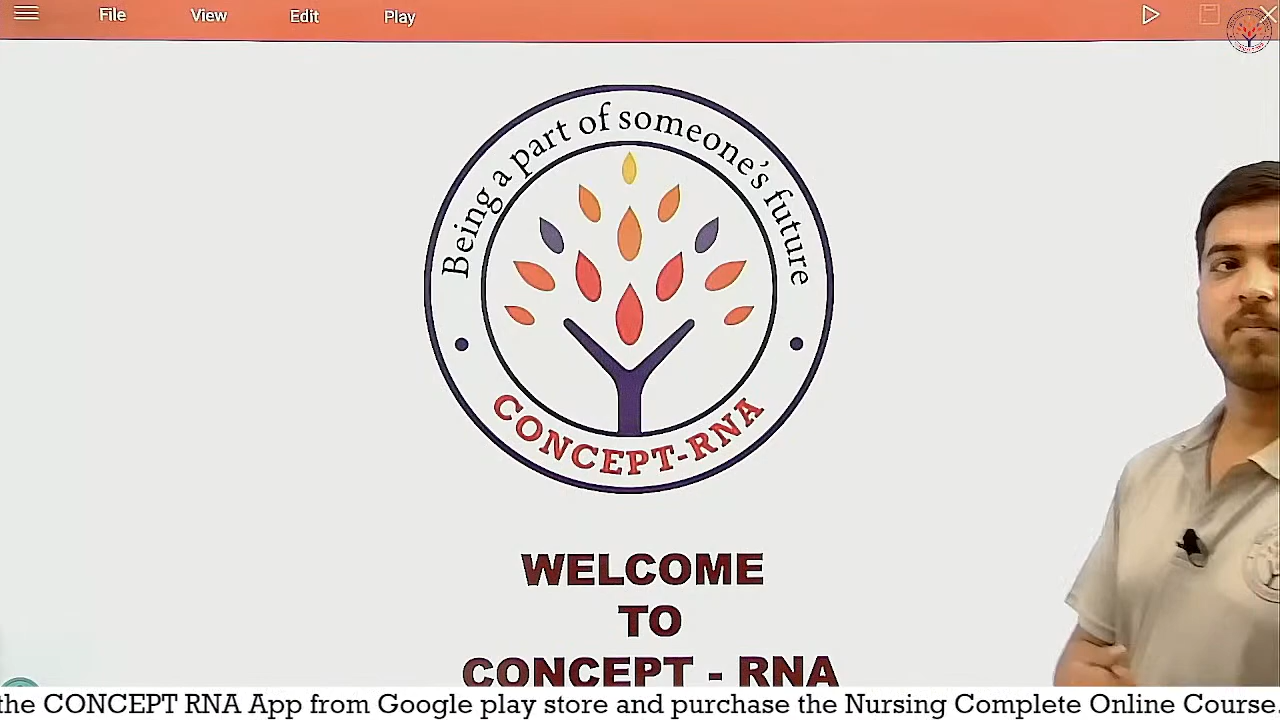 File View Edit Play
Being a part of someone's future
CONCEPT-RNA
WELCOME
TO
CONCEPT - RNA
the CONCEPT RNA App from Google play store and purchase the Nursing Complete Online Course.